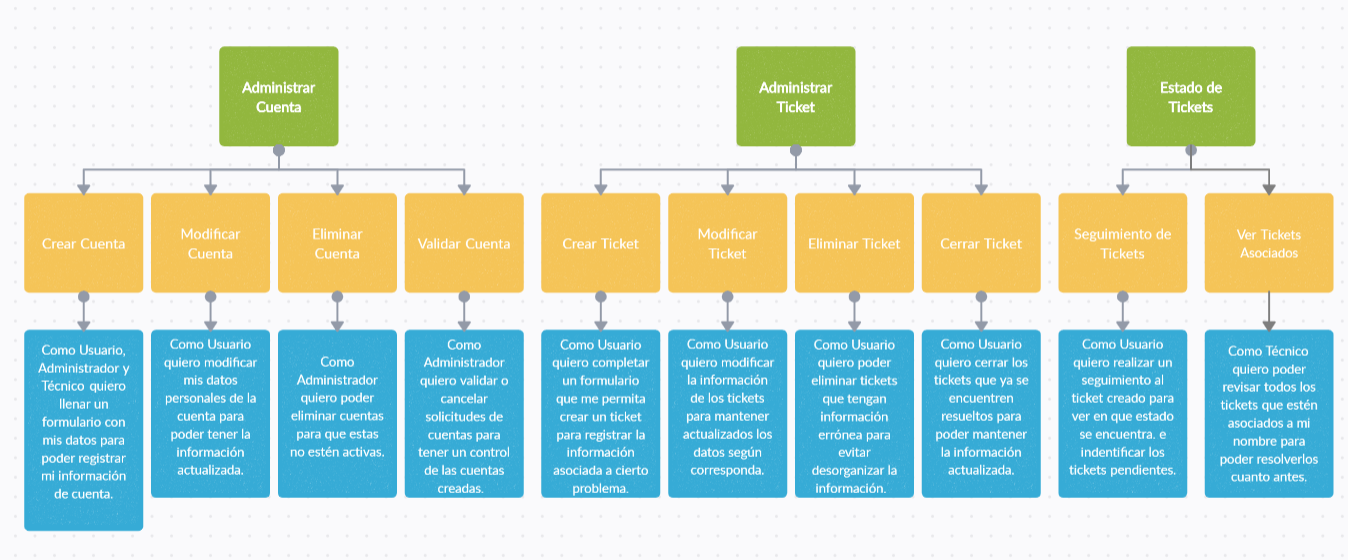 Administrar
Cuenta
Administrar
Ticket
Estado de
Tickets
Crear Cuenta
Modificar
Cuenta
Eliminar
Cuenta
Validar Cuenta
Crear Ticket
Modificar
Ticket
Eliminar Ticket
Cerrar Ticket
Seguimiento de
Tickets
Ver Tickets
Asociados
Como Usuario,
Administrador y
Técnico quiero
llenar un
formulario con
mis datos para
poder registrar
mi información
de cuenta.
Como Usuario
quiero modificar
mis datos
personales de la
cuenta para
poder tener la
información
actualizada.
Como
Administrador
quiero poder
eliminar cuentas
para que estas
no estén activas.
Como
Administrador
quiero validar o
cancelar
solicitudes de
cuentas para
tener un control
de las cuentas
creadas.
Como Usuario
quiero completar
un formulario
que me permita
crear un ticket
para registrar la
información
asociada a cierto
problema.
Como Usuario
quiero modificar
la información
de los tickets
para mantener
actualizados los
datos según
corresponda.
Como Usuario
quiero poder
eliminar tickets
que tengan
información
errónea para
evitar
desorganizar la
información.
Como Usuario
quiero cerrar los
tickets que ya se
encuentren
resueltos para
poder mantener
la información
actualizada.
Como Usuario
quiero realizar un
seguimiento al
ticket creado para
ver en que estado
se encuentra. e
indentificar los
tickets pendientes.
Como Técnico
quiero poder
revisar todos los
tickets que estén
asociados a mi
nombre para
poder resolverlos
cuanto antes.